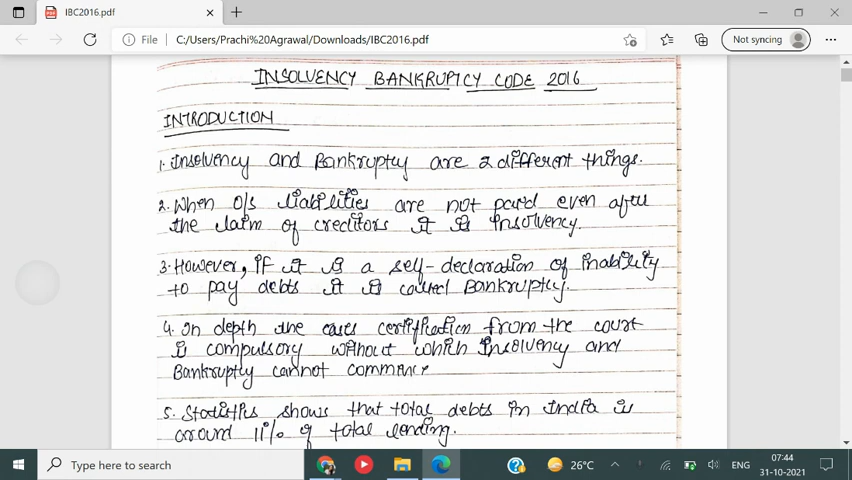 IBC2016.pdf
File C:/Users/Prachi%20Agrawal/Downloads/IBC2016.pdf
Not syncing
INSOLVENCY BANKRUPTCY CODE 2016
INTRODUCTION
1. Insolvency and Bankruptcy are 2 different things.
2. When O/s liabilities are not paid even after
the claim of creditors it is insolvency.
3. However, if it is a self-declaration of inability
to pay debts it is called Bankruptcy.
4. In depth the cases certification from the court
is compulsory without which Insolvency and
Bankruptcy cannot commence
5. Statistics shows that total debts in India is
around 11% of total lending.
Type here to search
26°C
ENG
07:44
31-10-2021